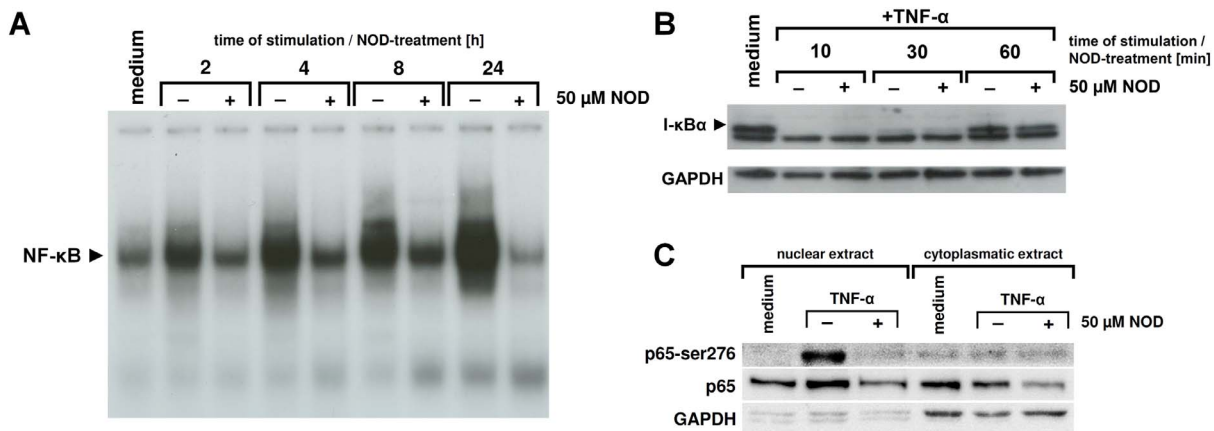 A
time of stimulation / NOD-treatment [h]
medium
2 4 8 24
– + – + – + – + 50 µM NOD
NF-κB
B
+TNF-α
medium
10 30 60 time of stimulation /
NOD-treatment [min]
– + – + – + 50 µM NOD
I-κBα
GAPDH
C
nuclear extract cytoplasmatic extract
medium TNF-α medium TNF-α
– + – + 50 µM NOD
p65-ser276
p65
GAPDH